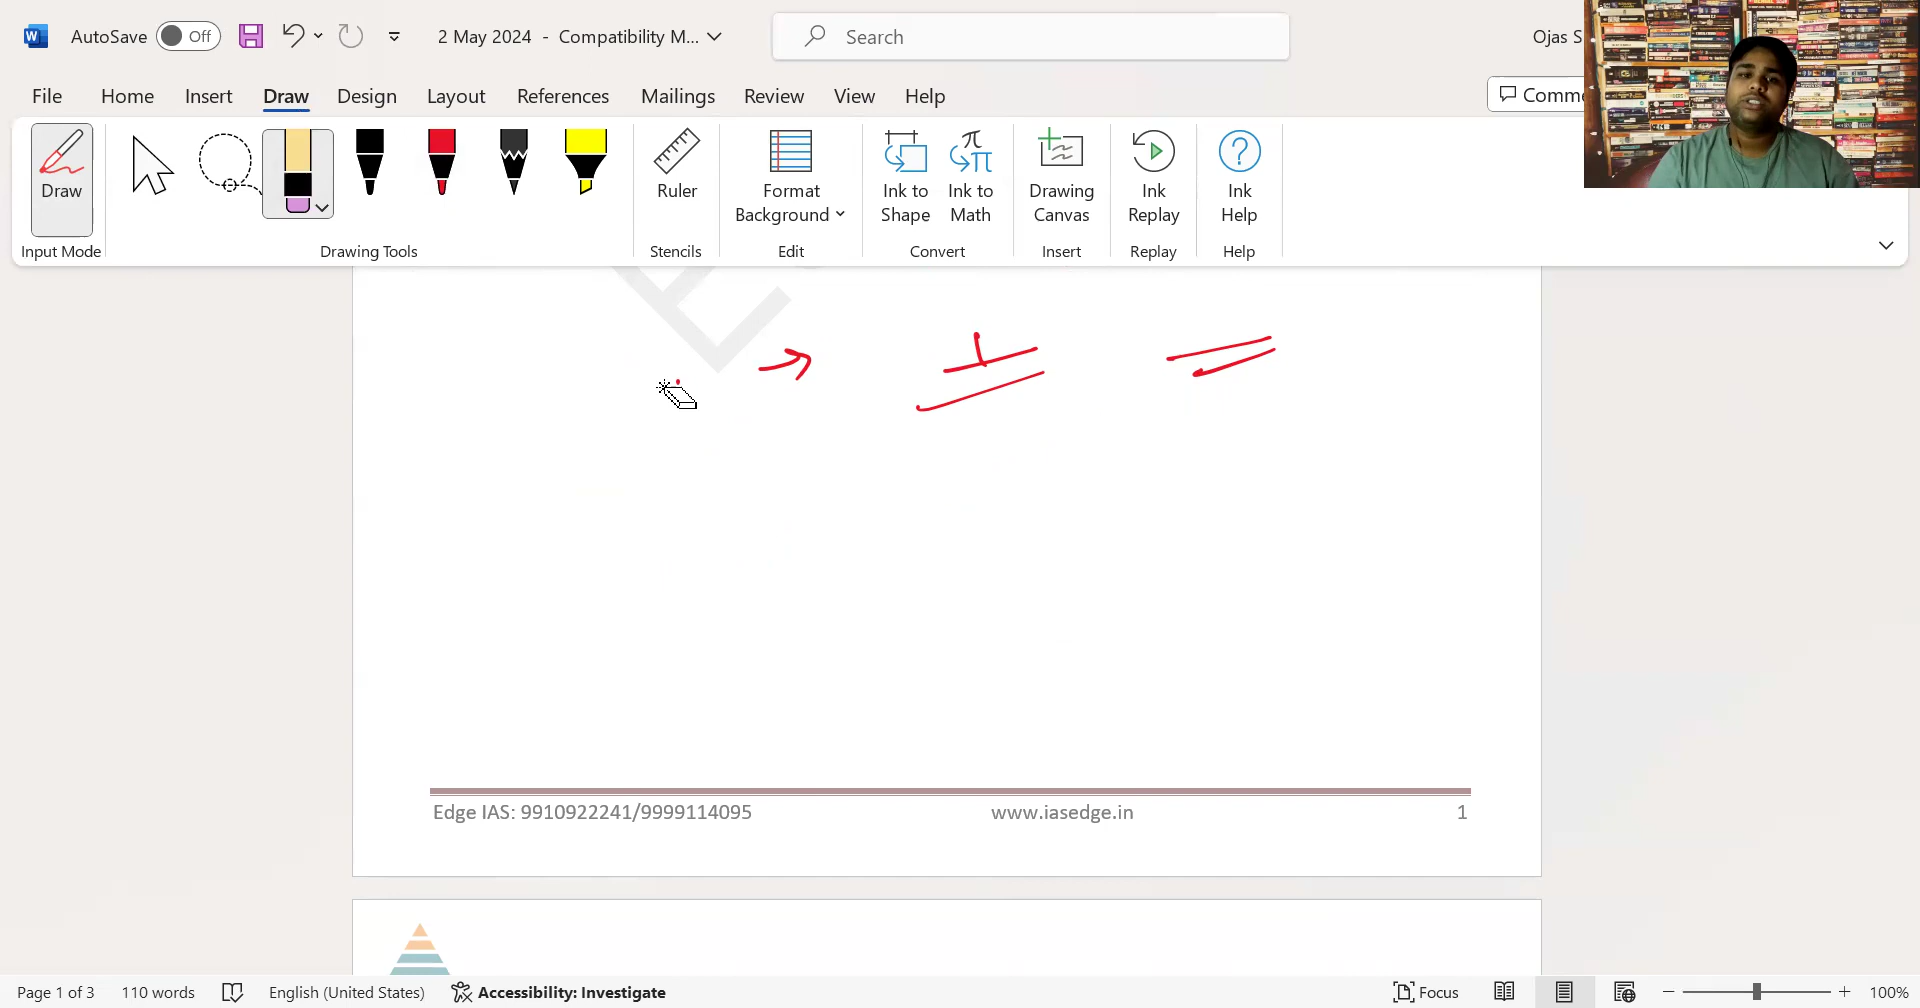 AutoSave Off 2 May 2024 - Compatibility M... Search Ojas S
File Home Insert Draw Design Layout References Mailings Review View Help Comme
Draw Ruler Format Background Ink to Shape Ink to Math Drawing Canvas Ink Replay Ink Help
Input Mode Drawing Tools Stencils Edit Convert Insert Replay Help
Edge IAS: 9910922241/9999114095 www.iasedge.in 1
Page 1 of 3 110 words English (United States) Accessibility: Investigate Focus 100%